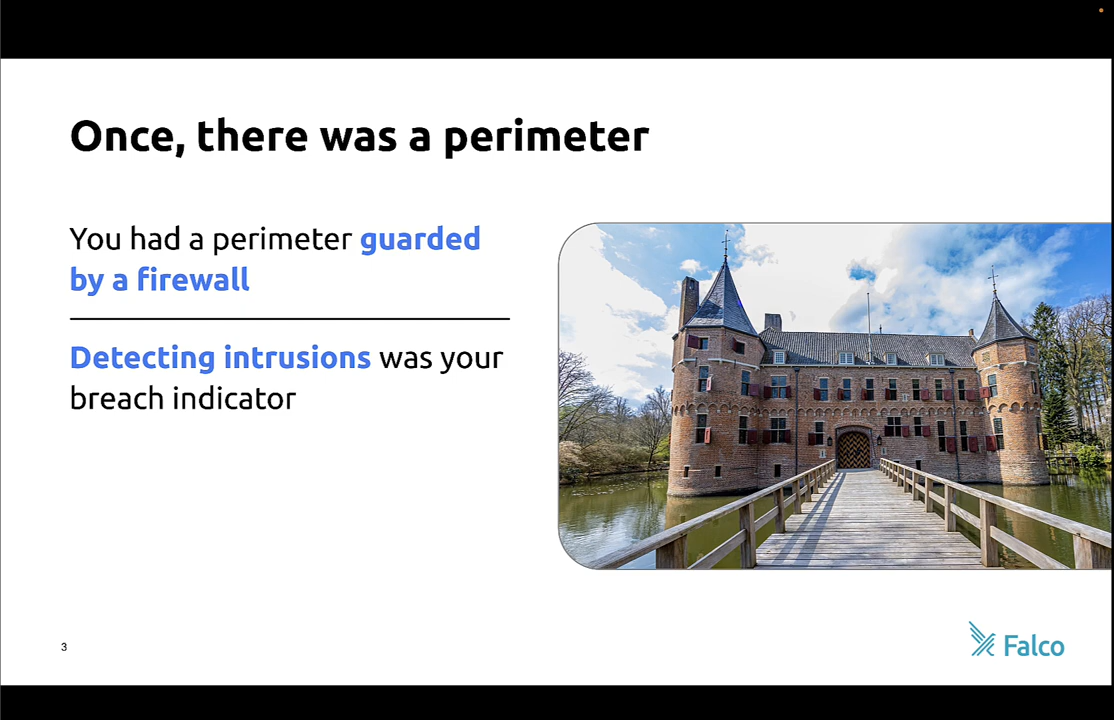 Once, there was a perimeter
You had a perimeter guarded
by a firewall
Detecting intrusions was your
breach indicator
3
Falco